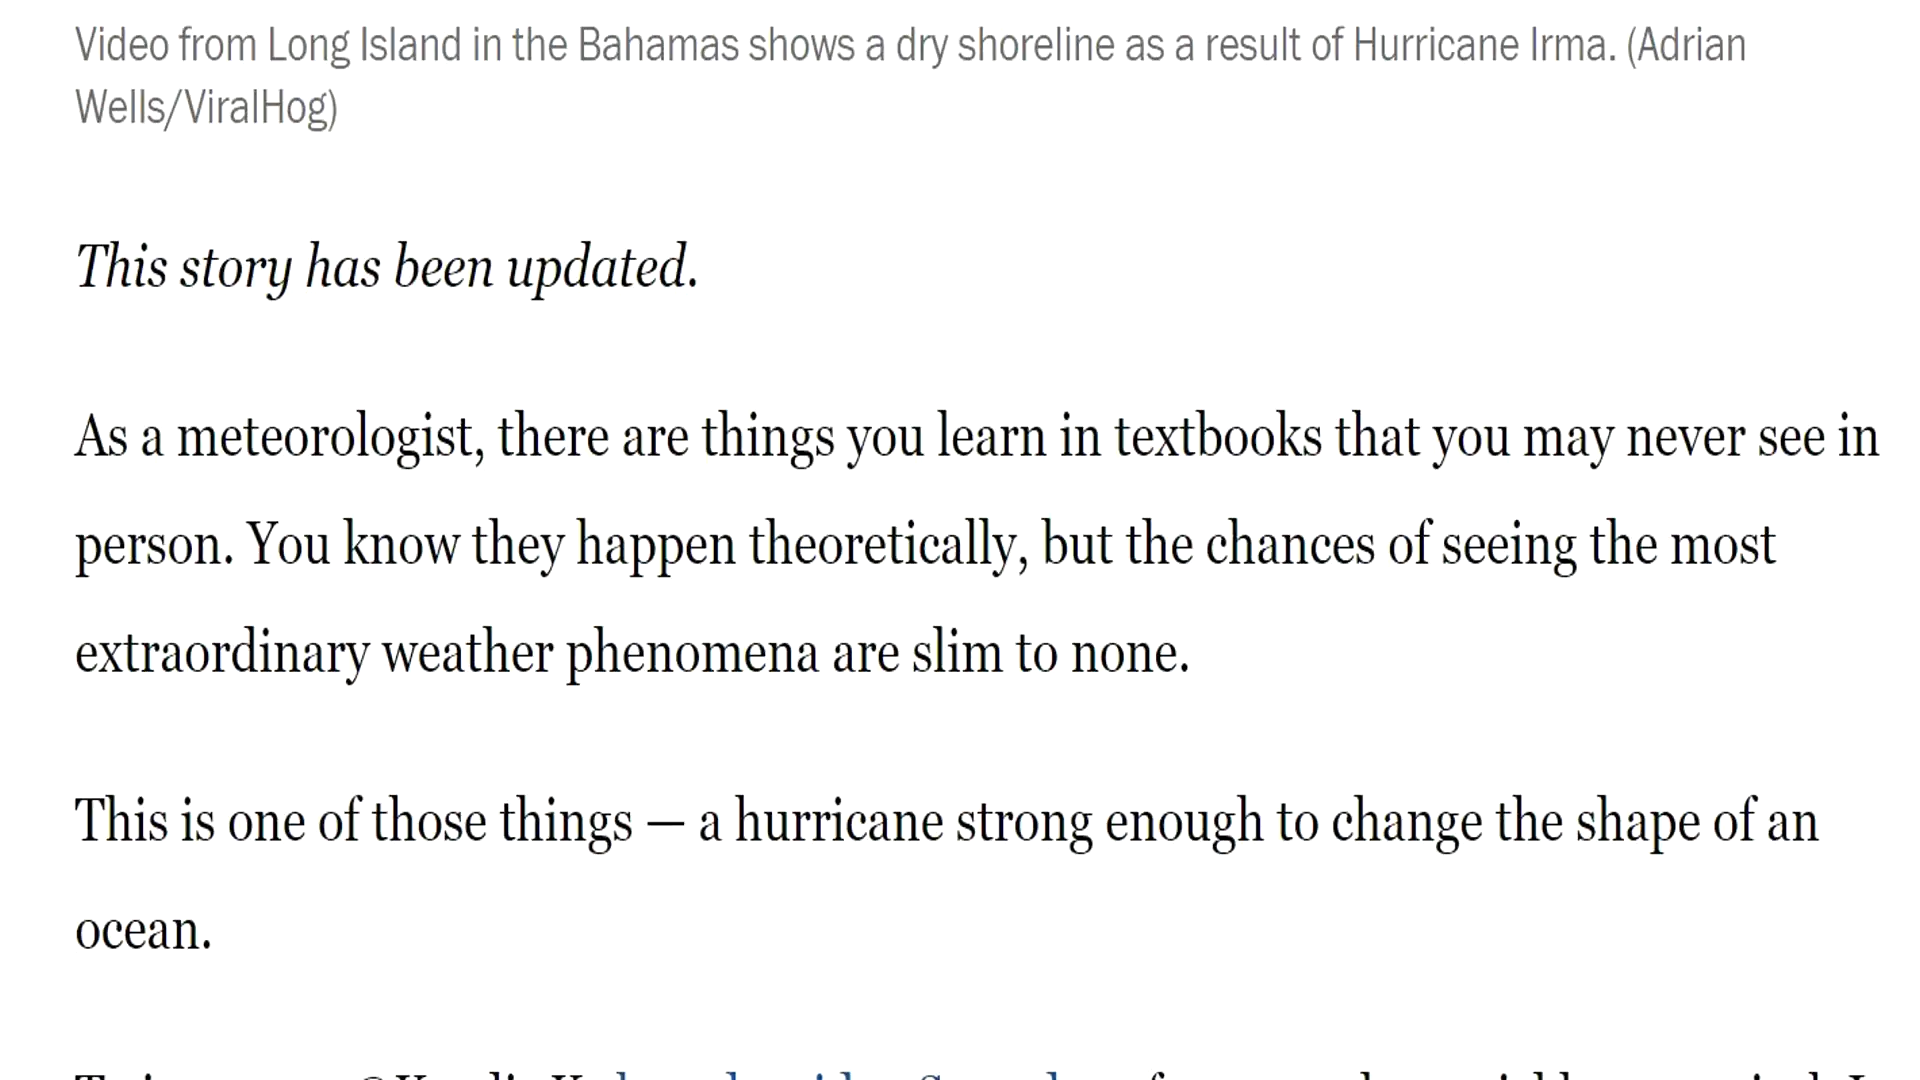 Video from Long Island in the Bahamas shows a dry shoreline as a result of Hurricane Irma. (Adrian
Wells/ViralHog)
This story has been updated.
As a meteorologist, there are things you learn in textbooks that you may never see in
person. You know they happen theoretically, but the chances of seeing the most
extraordinary weather phenomena are slim to none.
This is one of those things — a hurricane strong enough to change the shape of an
ocean.